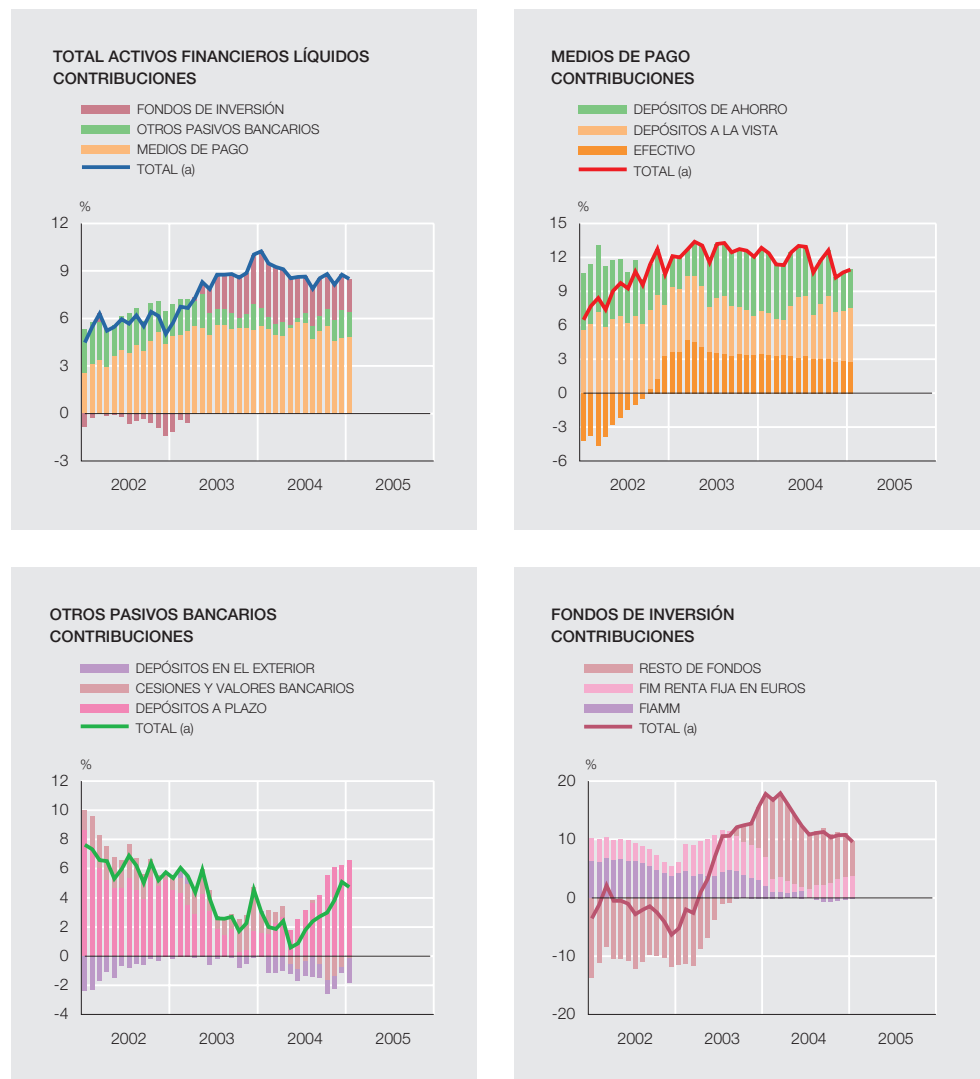 TOTAL ACTIVOS FINANCIEROS LÍQUIDOS
CONTRIBUCIONES
FONDOS DE INVERSIÓN
OTROS PASIVOS BANCARIOS
MEDIOS DE PAGO
TOTAL (a)
%
12
9
6
3
0
-3
2002 2003 2004 2005
MEDIOS DE PAGO
CONTRIBUCIONES
DEPÓSITOS DE AHORRO
DEPÓSITOS A LA VISTA
EFECTIVO
TOTAL (a)
%
15
12
9
6
3
0
-3
-6
2002 2003 2004 2005
OTROS PASIVOS BANCARIOS
CONTRIBUCIONES
DEPÓSITOS EN EL EXTERIOR
CESIONES Y VALORES BANCARIOS
DEPÓSITOS A PLAZO
TOTAL (a)
%
12
10
8
6
4
2
0
-2
-4
2002 2003 2004 2005
FONDOS DE INVERSIÓN
CONTRIBUCIONES
RESTO DE FONDOS
FIM RENTA FIJA EN EUROS
FIAMM
TOTAL (a)
%
20
10
0
-10
-20
2002 2003 2004 2005